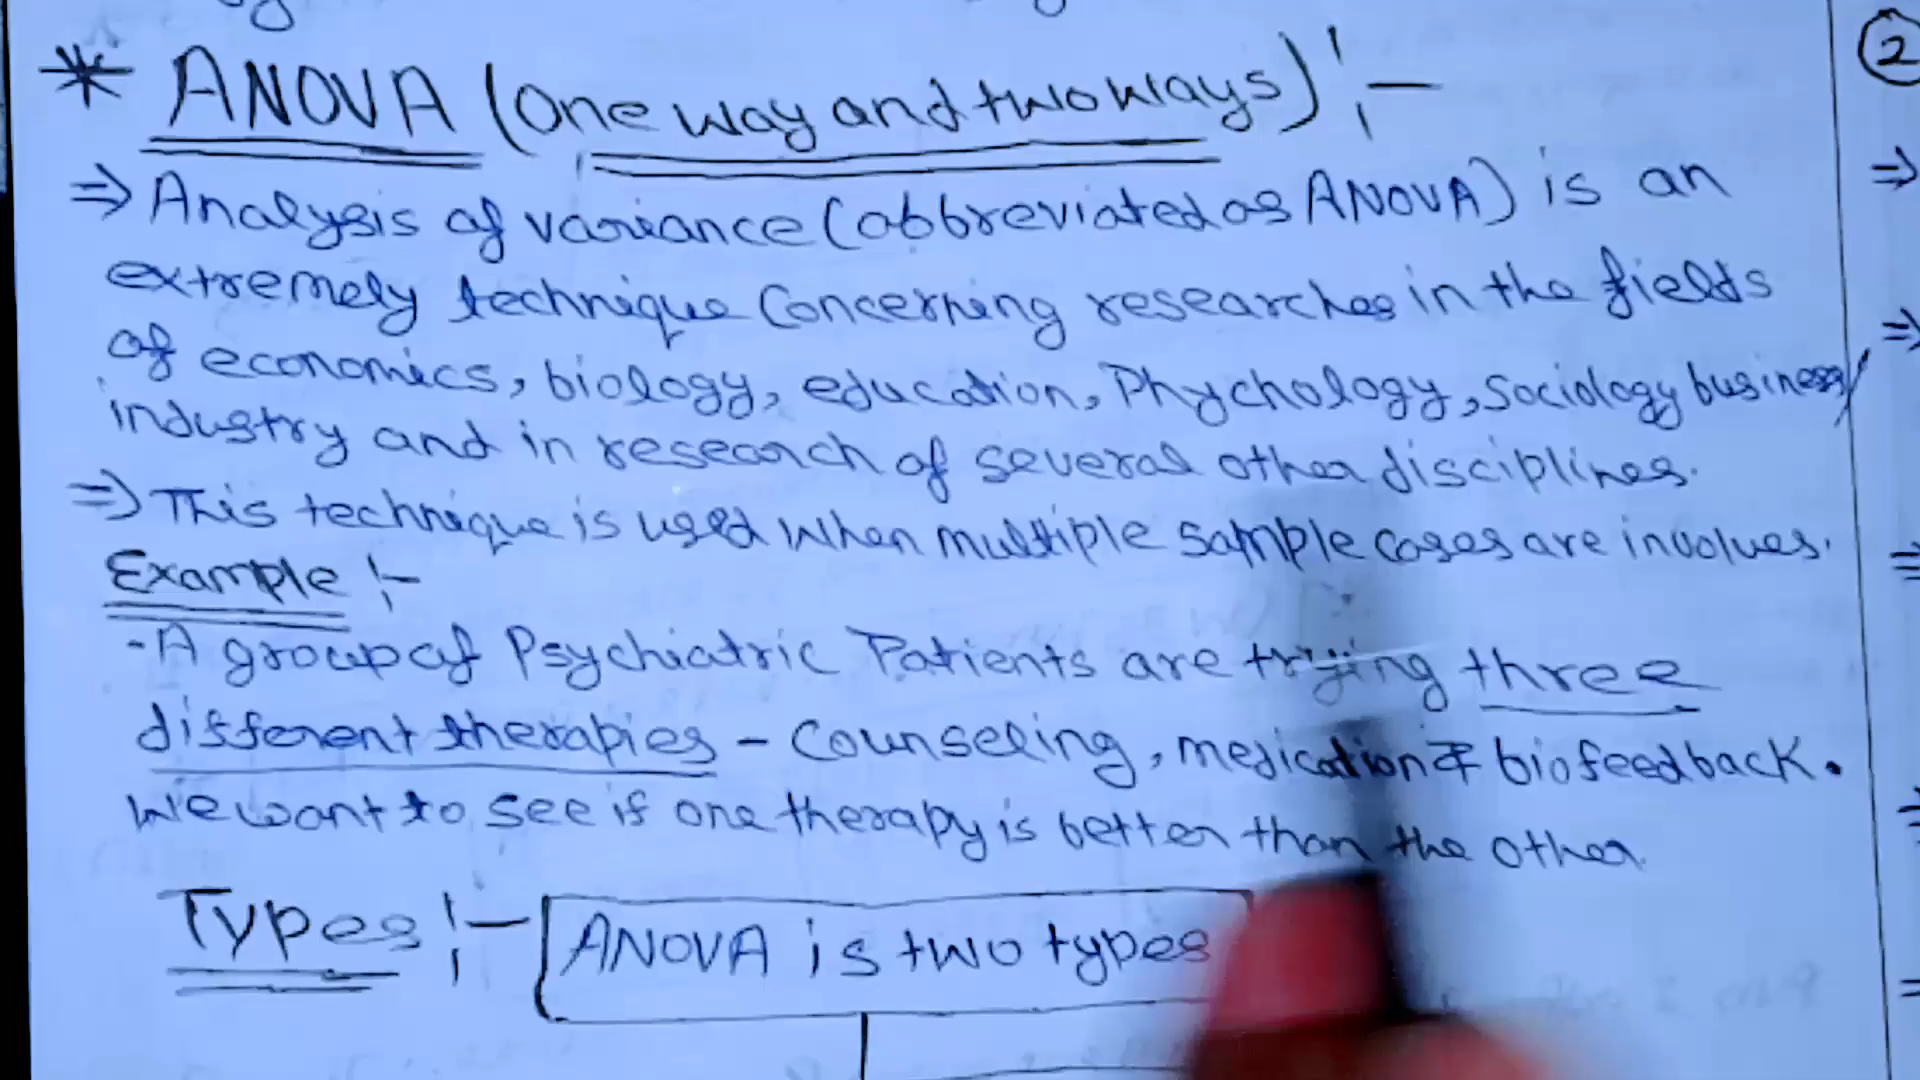 * ANOVA (One way and two ways) :-
⇒ Analysis of variance (abbreviated as ANOVA) is an
extremely technique Concerning researches in the fields
of economics, biology, education, Phychology, Sociology business/
industry and in research of several other disciplines.
⇒ This technique is used when multiple sample cases are involves.
Example :-
- A group of Psychiatric Patients are trying three
different therapies - Counseling, medication & biofeedback.
We want to see if one therapy is better than the other.
Types :- ANOVA is two types
2